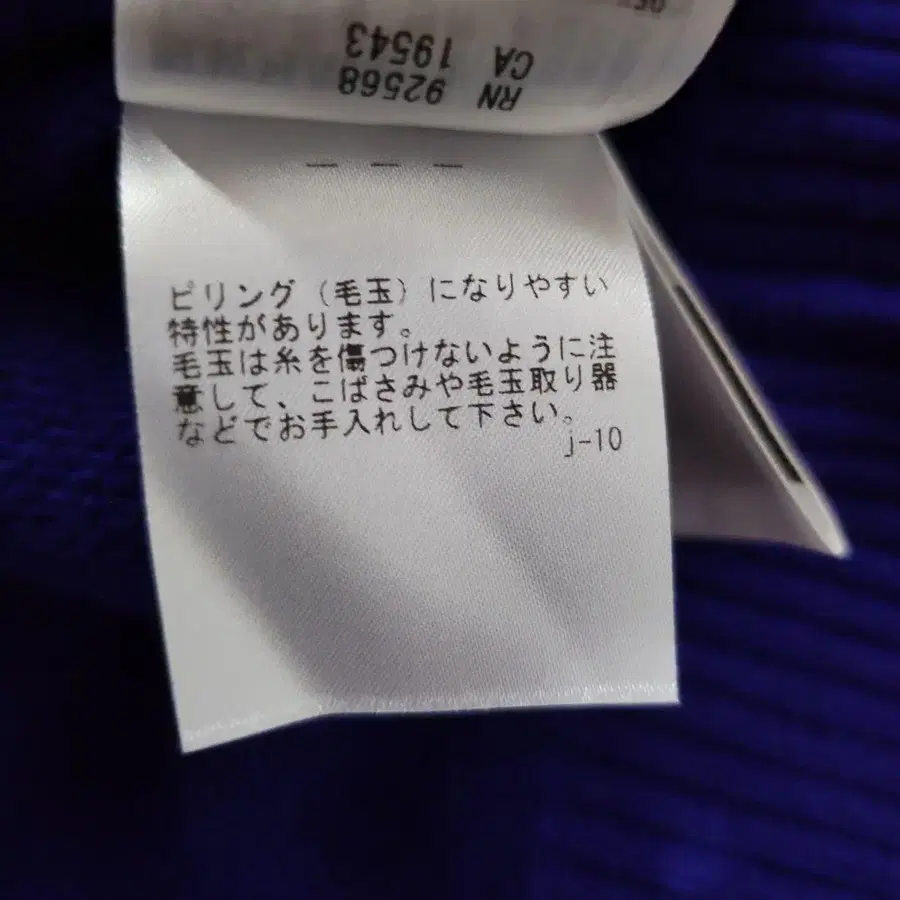 RN 92568
CA 19543
ピリング(毛玉)になりやすい
特性があります。
毛玉は糸を傷つけないように注
意して、こばさみや毛玉取り器
などでお手入れして下さい。
j-10